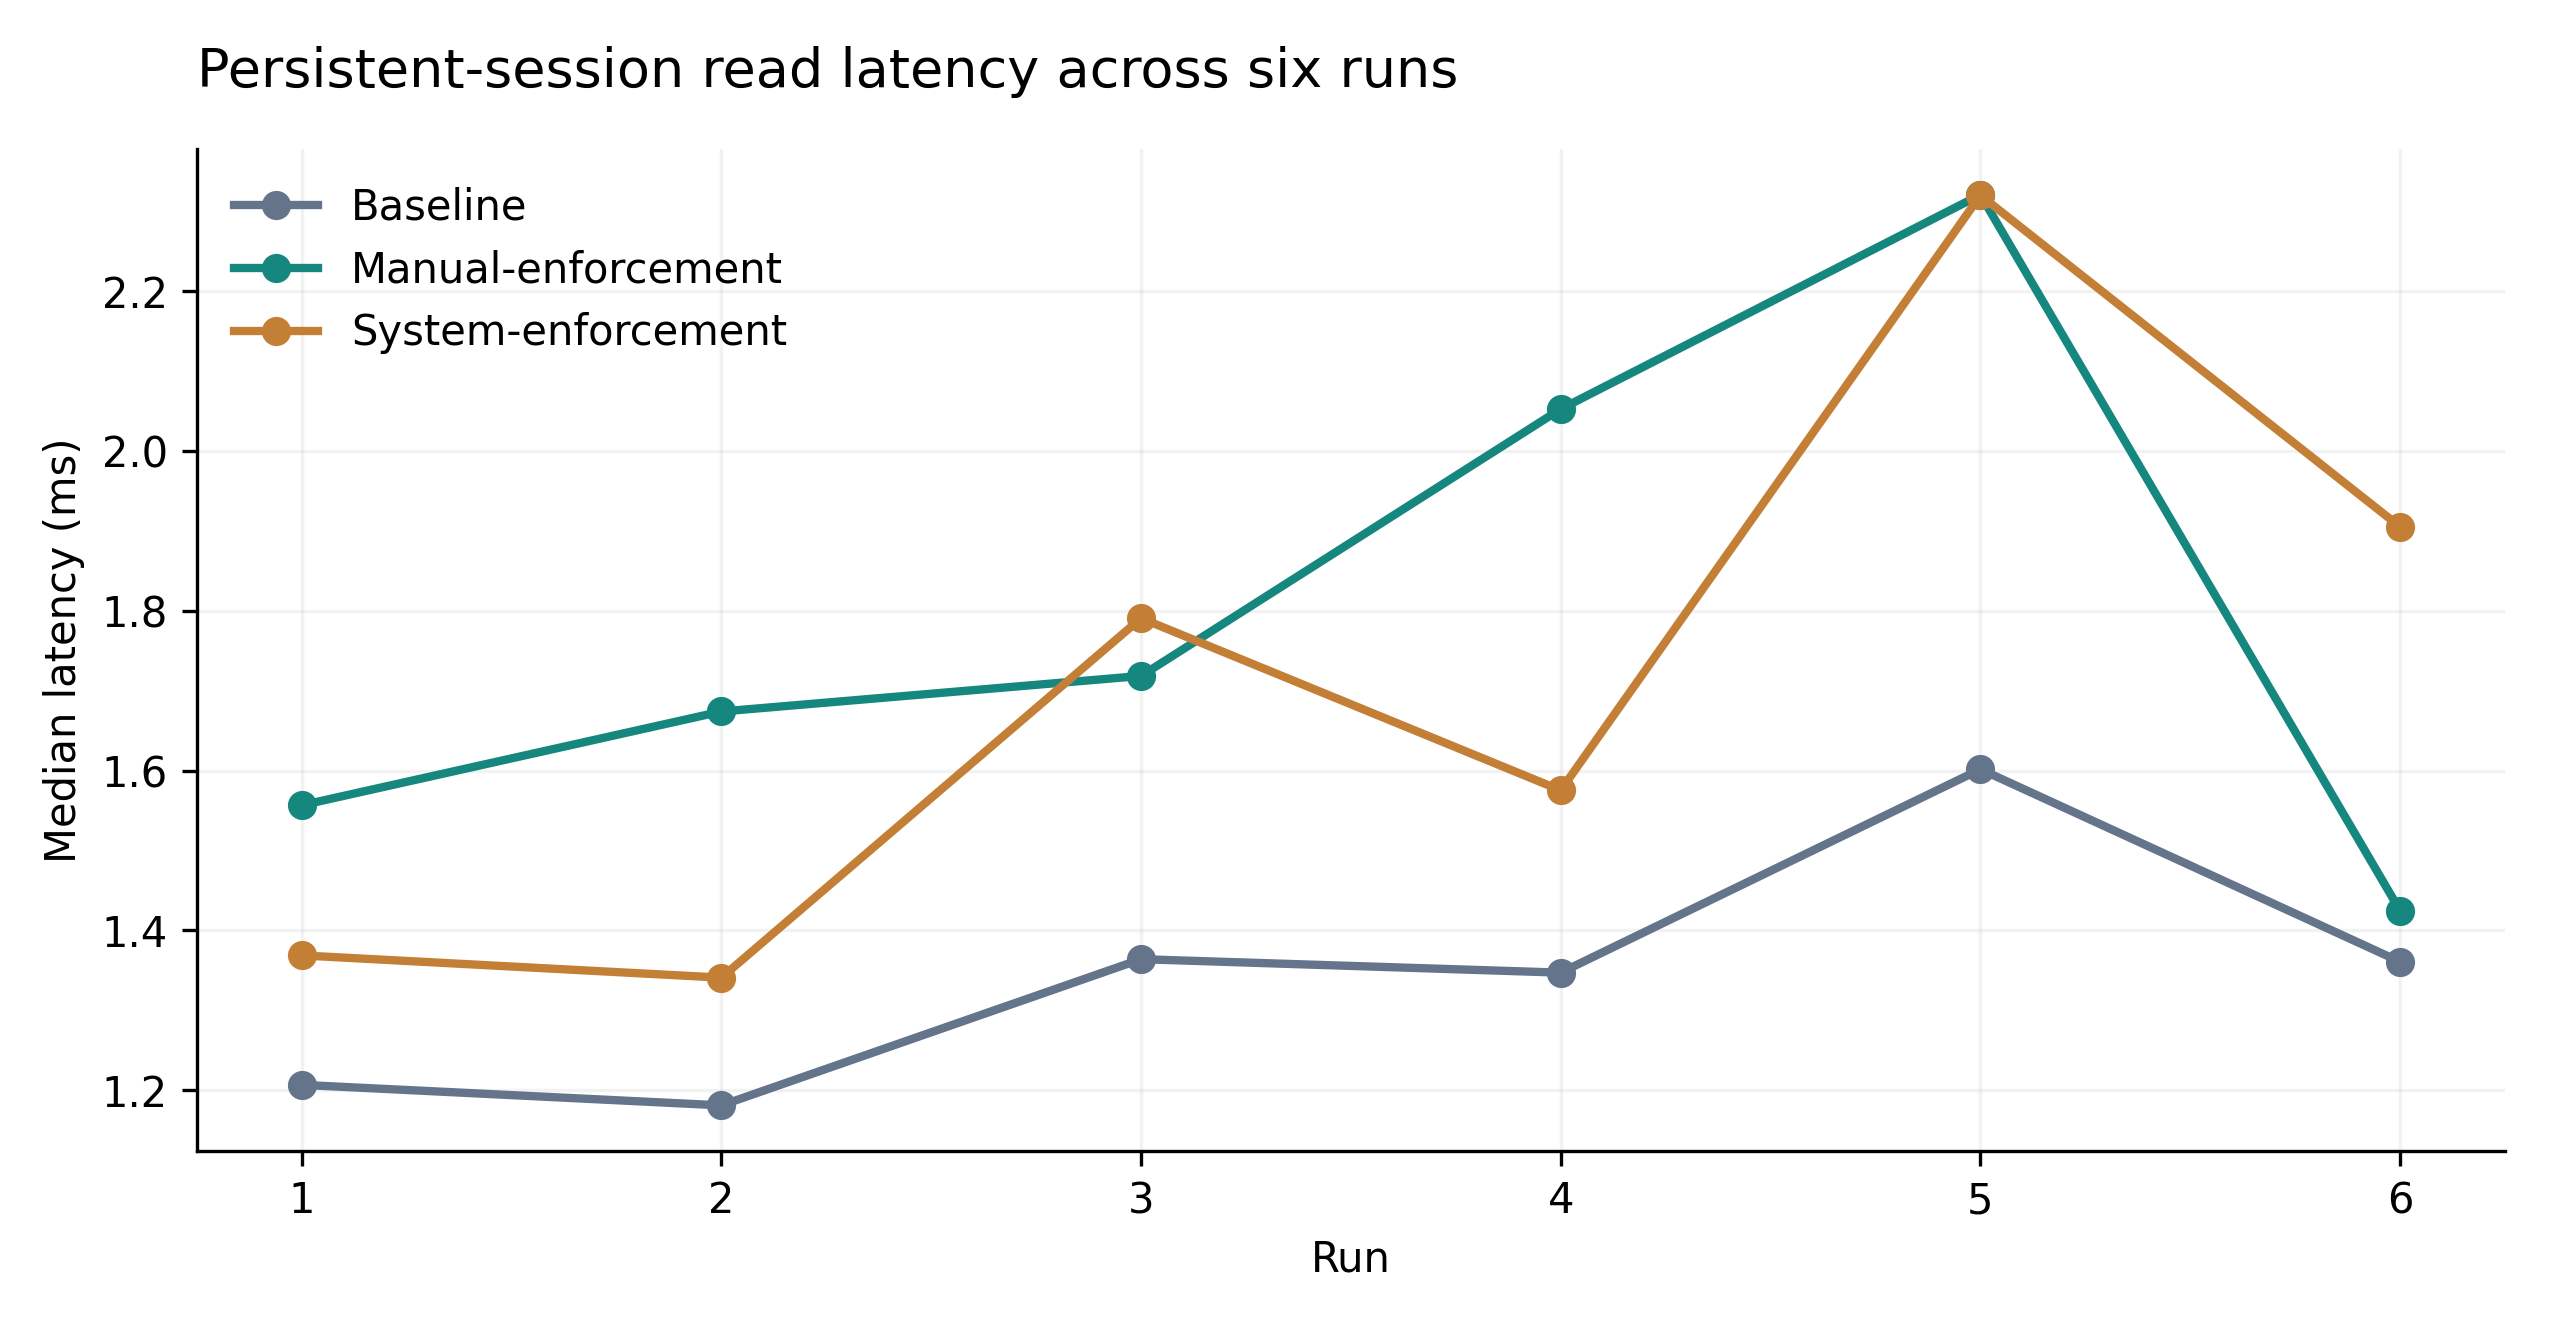 Persistent-session read latency across six runs
Baseline
Manual-enforcement
System-enforcement
Median latency (ms)
2.2
2.0
1.8
1.6
1.4
1.2
1 2 3 4 5 6
Run